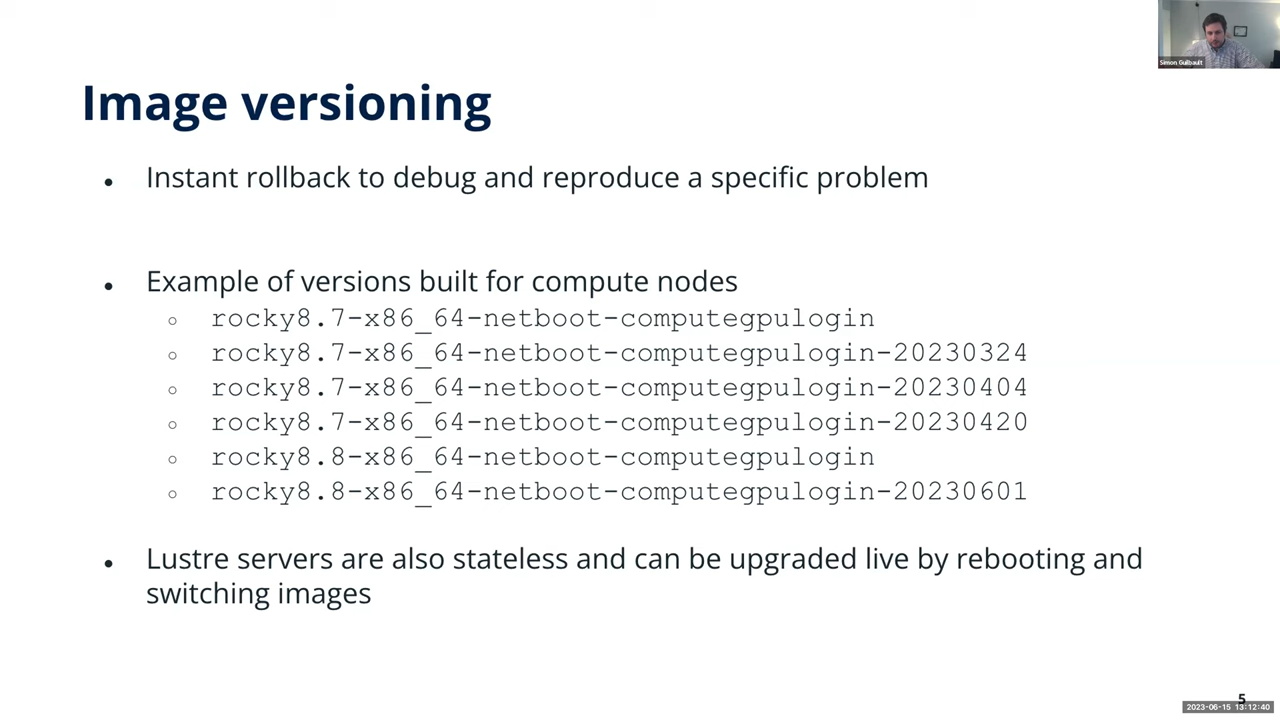 Simon Guilbault
Image versioning
● Instant rollback to debug and reproduce a specific problem
● Example of versions built for compute nodes
○ rocky8.7-x86_64-netboot-computegpulogin
○ rocky8.7-x86_64-netboot-computegpulogin-20230324
○ rocky8.7-x86_64-netboot-computegpulogin-20230404
○ rocky8.7-x86_64-netboot-computegpulogin-20230420
○ rocky8.8-x86_64-netboot-computegpulogin
○ rocky8.8-x86_64-netboot-computegpulogin-20230601
● Lustre servers are also stateless and can be upgraded live by rebooting and
switching images
5
2023-06-15 13:12:40